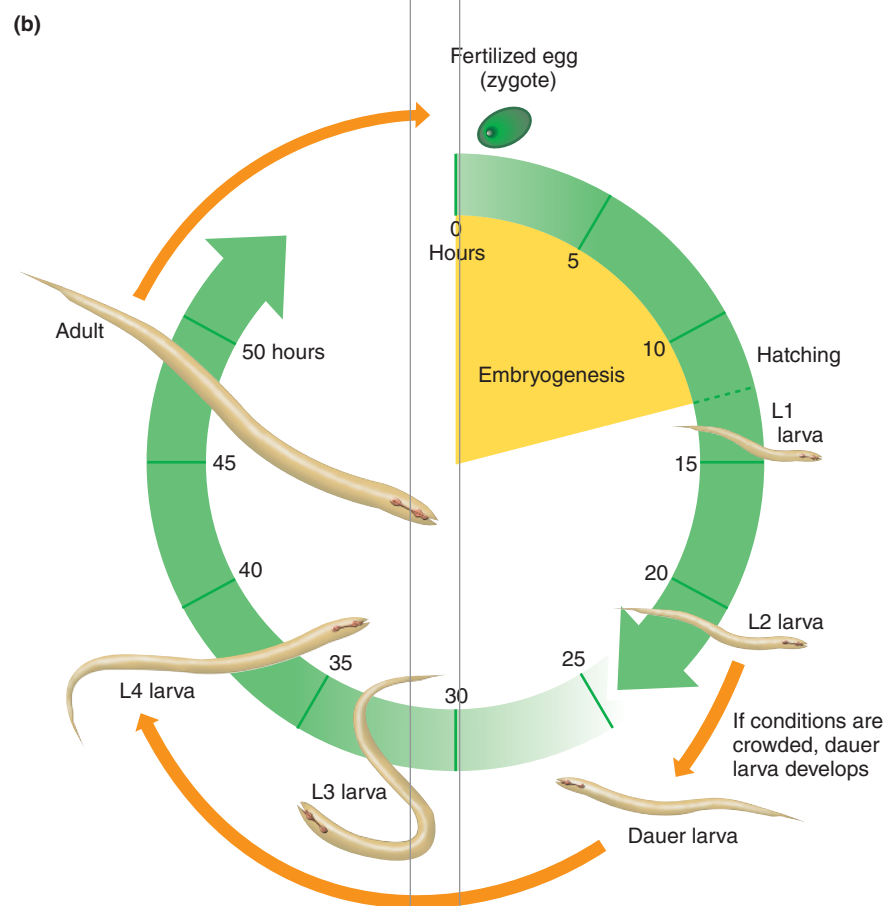 (b)
Fertilized egg
(zygote)
0
Hours
5
10
Embryogenesis
Hatching
L1
larva
15
20
L2 larva
25
If conditions are
crowded, dauer
larva develops
Dauer larva
30
L3 larva
35
L4 larva
40
45
50 hours
Adult